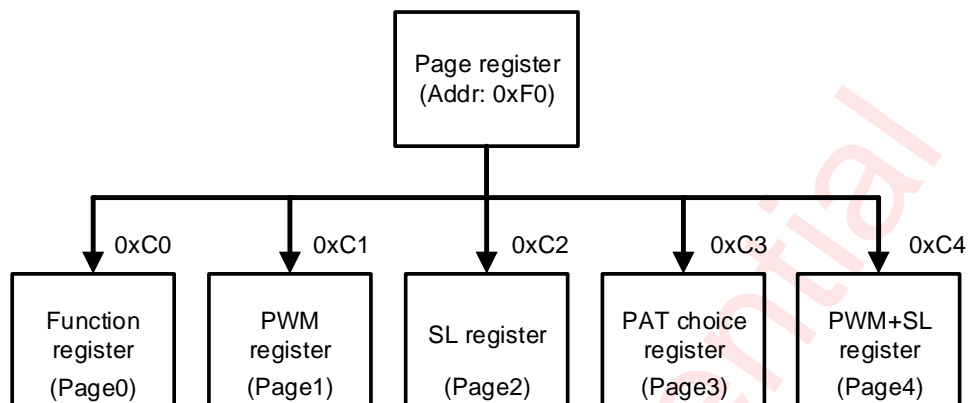 Page register
(Addr: 0xF0)
0xC0
0xC1
0xC2
0xC3
0xC4
Function
register
(Page0)
PWM
register
(Page1)
SL register
(Page2)
PAT choice
register
(Page3)
PWM+SL
register
(Page4)
ential